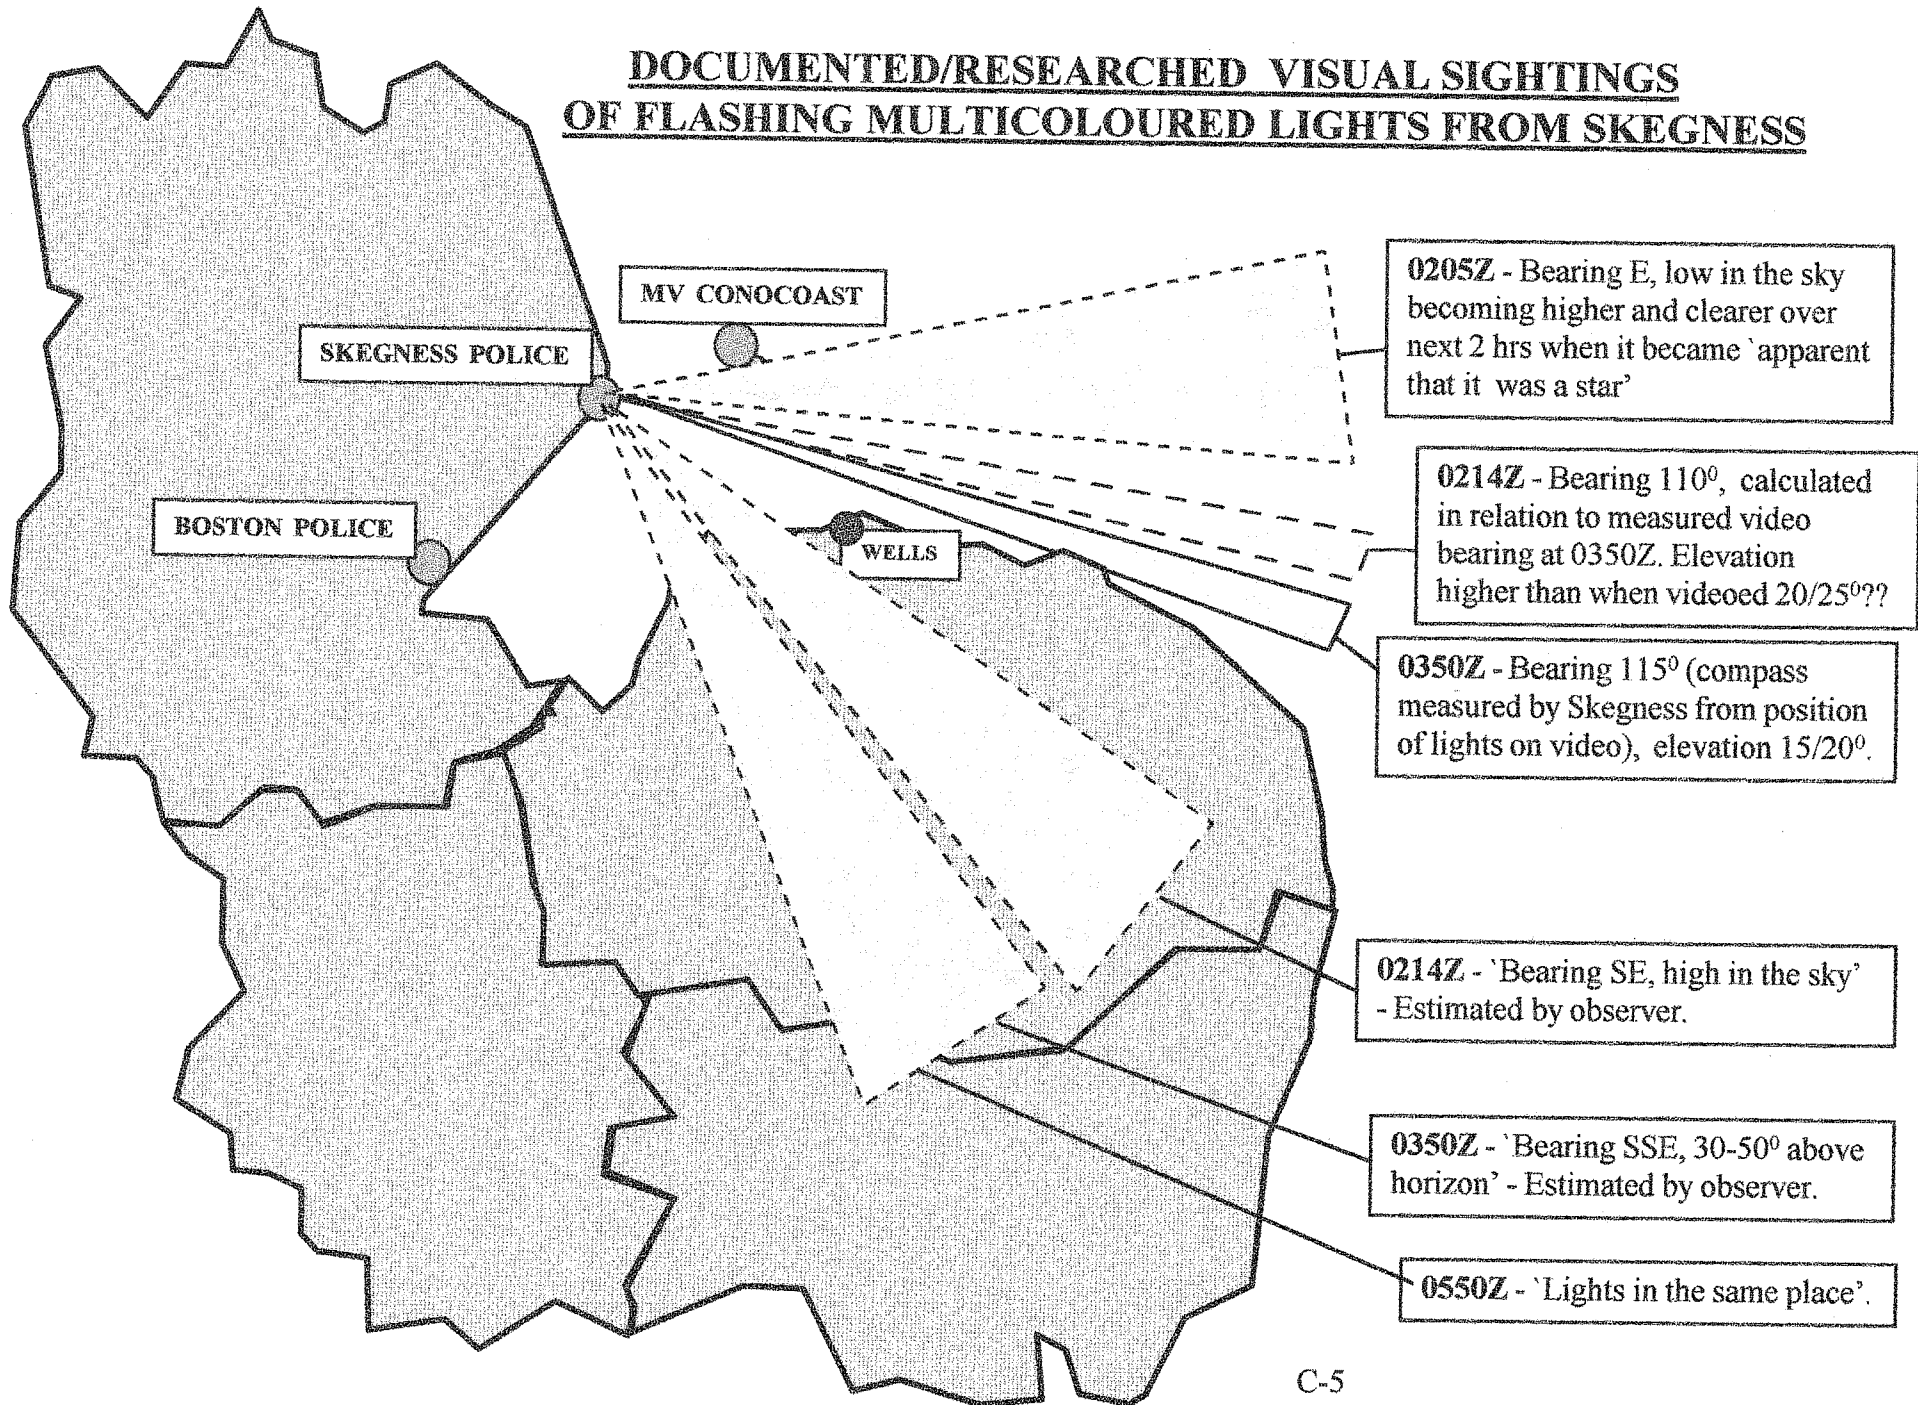 DOCUMENTED/RESEARCHED VISUAL SIGHTINGS
OF FLASHING MULTICOLOURED LIGHTS FROM SKEGNESS
MV CONOCOAST
SKEGNESS POLICE
BOSTON POLICE
WELLS
0205Z - Bearing E, low in the sky
becoming higher and clearer over
next 2 hrs when it became `apparent
that it was a star'
0214Z - Bearing 110⁰, calculated
in relation to measured video
bearing at 0350Z. Elevation
higher than when videoed 20/25⁰??
0350Z - Bearing 115⁰ (compass
measured by Skegness from position
of lights on video), elevation 15/20⁰.
0214Z - `Bearing SE, high in the sky'
- Estimated by observer.
0350Z - `Bearing SSE, 30-50⁰ above
horizon' - Estimated by observer.
0550Z - `Lights in the same place'.
C-5